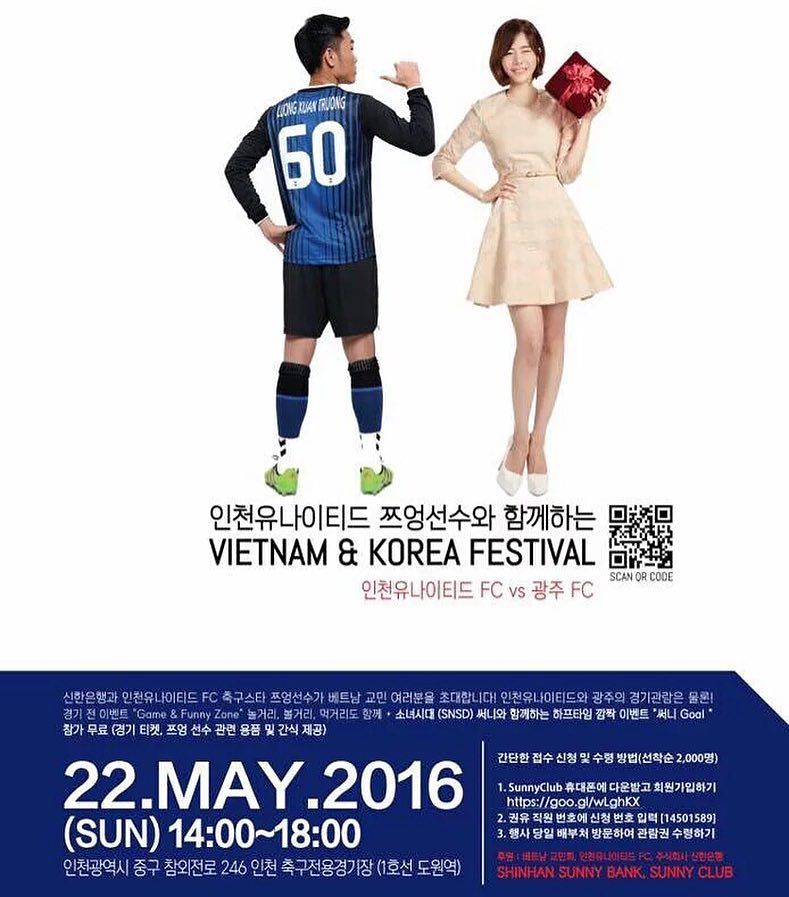 LUONG XUAN TRUONG
60
인천유나이티드 쯔엉선수와 함께하는
VIETNAM & KOREA FESTIVAL
SCAN QR CODE
인천유나이티드 FC vs 광주 FC
신한은행과 인천유나이티드 FC 축구스타 쯔엉선수가 베트남 교민 여러분을 초대합니다! 인천유나이티드와 광주의 경기관람은 물론!
경기 전 이벤트 "Game & Funny Zone" 놀거리, 볼거리, 먹거리도 함께 + 소녀시대 (SNSD) 써니와 함께하는 하프타임 깜짝 이벤트 "써니 Goal "
참가 무료 (경기 티켓, 쯔엉 선수 관련 용품 및 간식 제공)
22.MAY.2016
(SUN) 14:00~18:00
인천광역시 중구 참외전로 246 인천 축구전용경기장 (1호선 도원역)
간단한 접수 신청 및 수령 방법(선착순 2,000명)
1. SunnyClub 휴대폰에 다운받고 회원가입하기
https://goo.gl/wLghKX
2. 권유 직원 번호에 신청 번호 입력 [14501589]
3. 행사 당일 배부처 방문하여 관람권 수령하기
후원 : 베트남 교민회, 인천유나이티드 FC, 주식회사 신한은행
SHINHAN SUNNY BANK, SUNNY CLUB